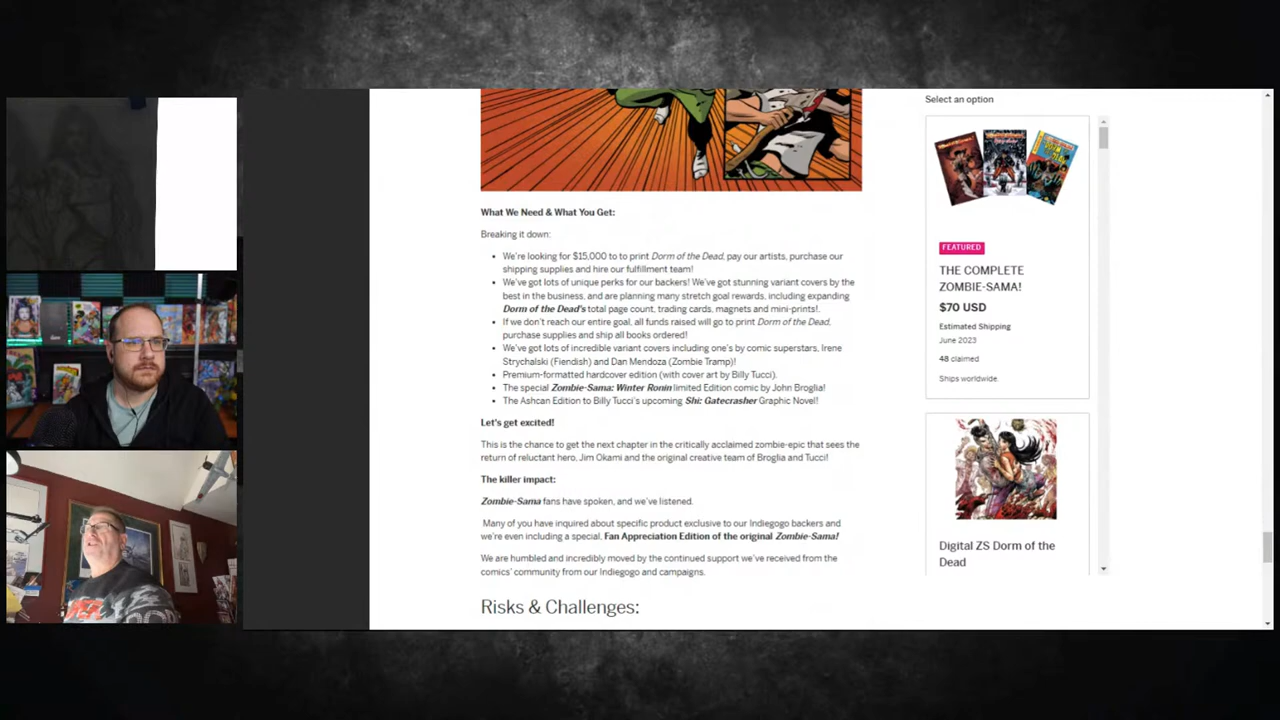 What We Need & What You Get:
Breaking it down:
We're looking for $15,000 to to print Dorm of the Dead, pay our artists, purchase our
shipping supplies and hire our fulfillment team!
We've got lots of unique perks for our backers! We've got stunning variant covers by the
best in the business, and are planning many stretch goal rewards, including expanding
Dorm of the Dead's total page count, trading cards, magnets and mini-prints!.
If we don't reach our entire goal, all funds raised will go to print Dorm of the Dead,
purchase supplies and ship all books ordered!
We've got lots of incredible variant covers including one's by comic superstars, Irene
Strychalski (Fiendish) and Dan Mendoza (Zombie Tramp)!
Premium-formatted hardcover edition (with cover art by Billy Tucci).
The special Zombie-Sama: Winter Ronin limited Edition comic by John Broglia!
The Ashcan Edition to Billy Tucci's upcoming Shi: Gatecrasher Graphic Novel!
Let's get excited!
This is the chance to get the next chapter in the critically acclaimed zombie-epic that sees the
return of reluctant hero, Jim Okami and the original creative team of Broglia and Tucci!
The killer impact:
Zombie-Sama fans have spoken, and we've listened.
Many of you have inquired about specific product exclusive to our Indiegogo backers and
we're even including a special, Fan Appreciation Edition of the original Zombie-Sama!
We are humbled and incredibly moved by the continued support we've received from the
comics' community from our Indiegogo and campaigns.
Risks & Challenges:
Select an option
FEATURED
THE COMPLETE
ZOMBIE-SAMA!
$70 USD
Estimated Shipping
June 2023
48 claimed
Ships worldwide.
Digital ZS Dorm of the
Dead